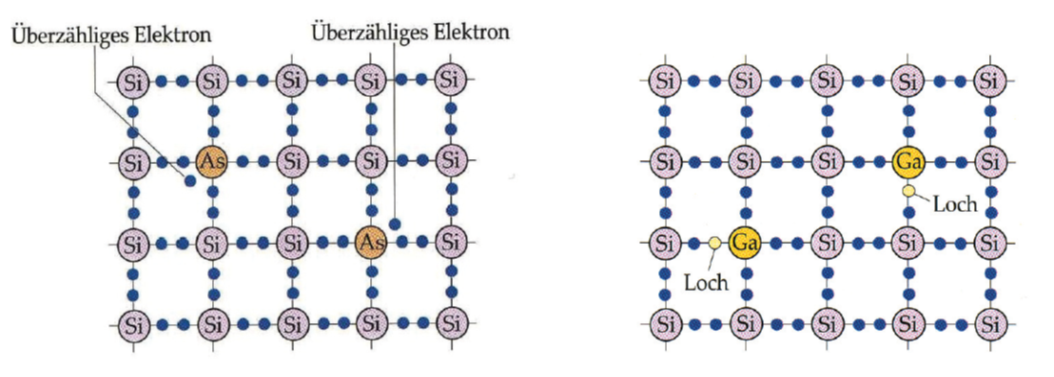 Überzähliges Elektron
Überzähliges Elektron
Si Si Si Si Si
Si As Si Si Si
Si Si Si As Si
Si Si Si Si Si
Si Si Si Si Si
Si Si Si Ga Si
Loch
Si Ga Si Si Si
Loch
Si Si Si Si Si